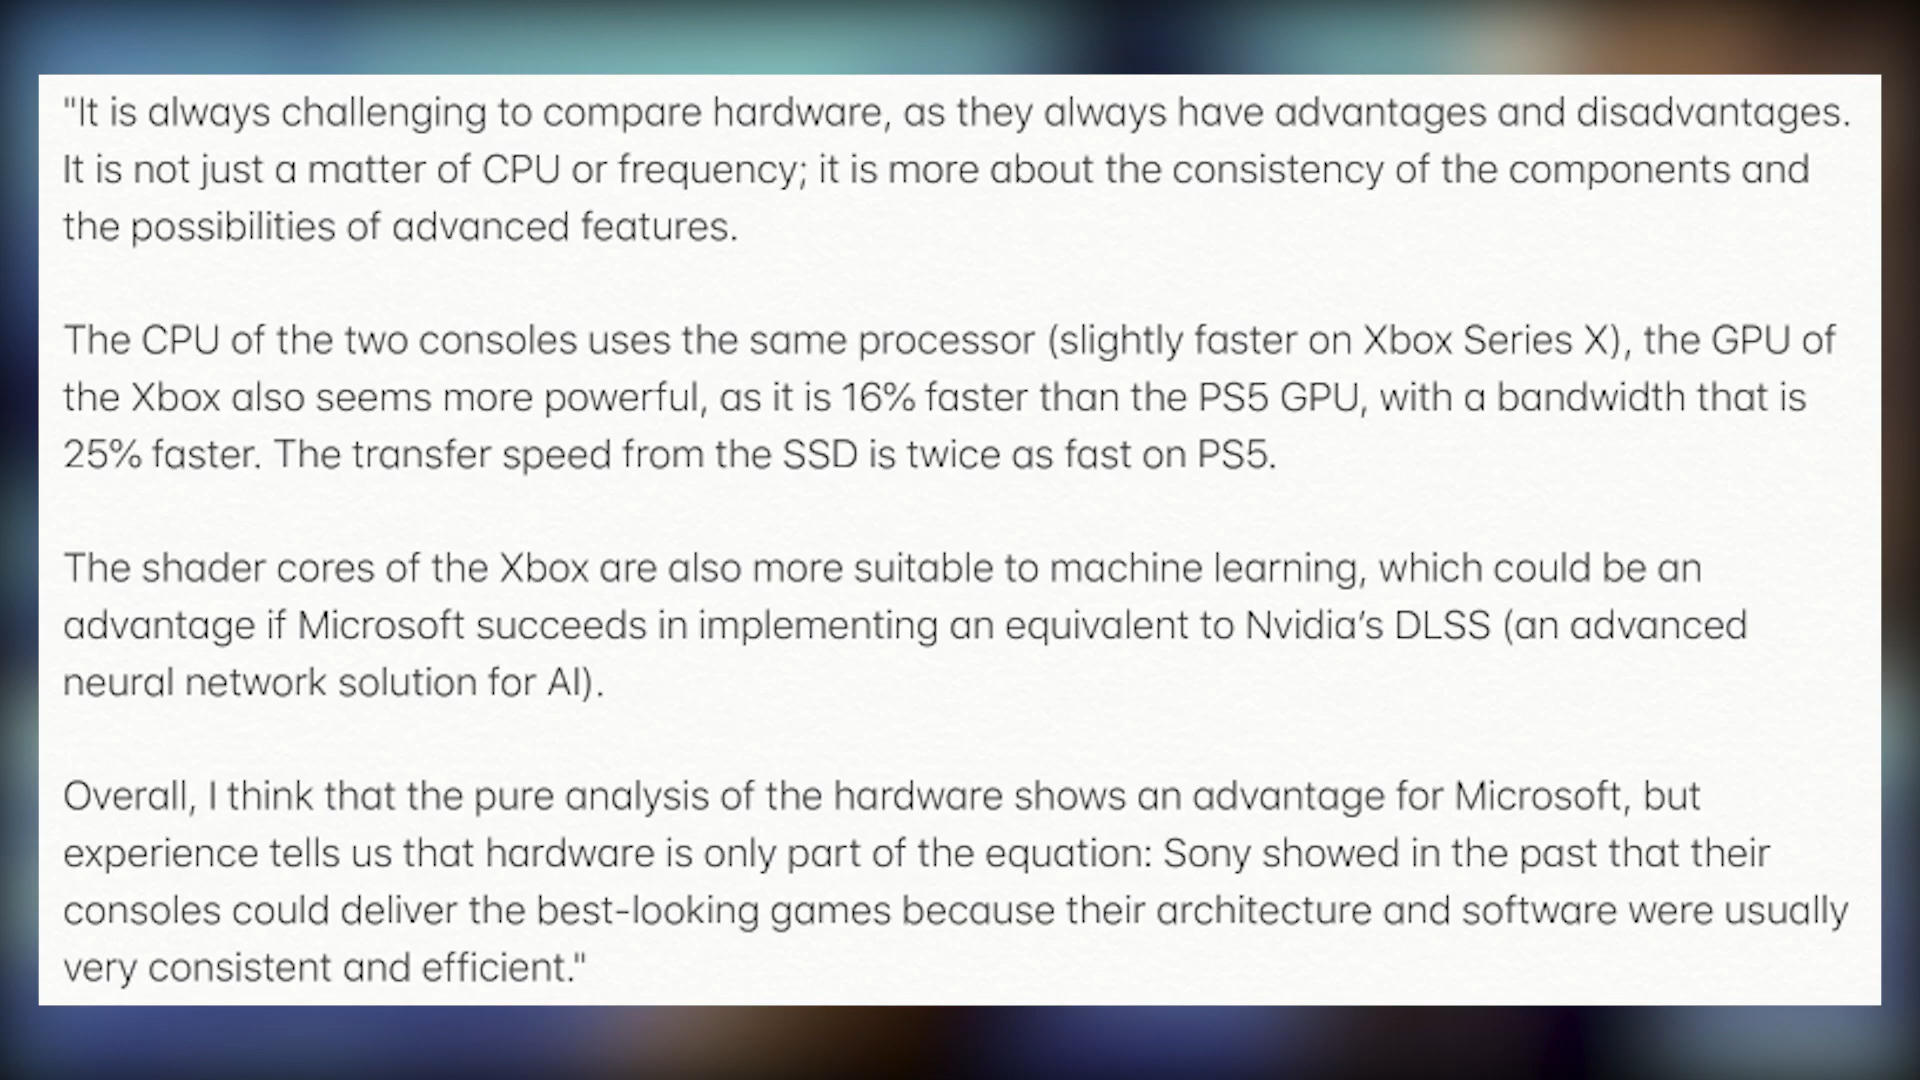 "It is always challenging to compare hardware, as they always have advantages and disadvantages.
It is not just a matter of CPU or frequency; it is more about the consistency of the components and
the possibilities of advanced features.
The CPU of the two consoles uses the same processor (slightly faster on Xbox Series X), the GPU of
the Xbox also seems more powerful, as it is 16% faster than the PS5 GPU, with a bandwidth that is
25% faster. The transfer speed from the SSD is twice as fast on PS5.
The shader cores of the Xbox are also more suitable to machine learning, which could be an
advantage if Microsoft succeeds in implementing an equivalent to Nvidia's DLSS (an advanced
neural network solution for AI).
Overall, I think that the pure analysis of the hardware shows an advantage for Microsoft, but
experience tells us that hardware is only part of the equation: Sony showed in the past that their
consoles could deliver the best-looking games because their architecture and software were usually
very consistent and efficient."